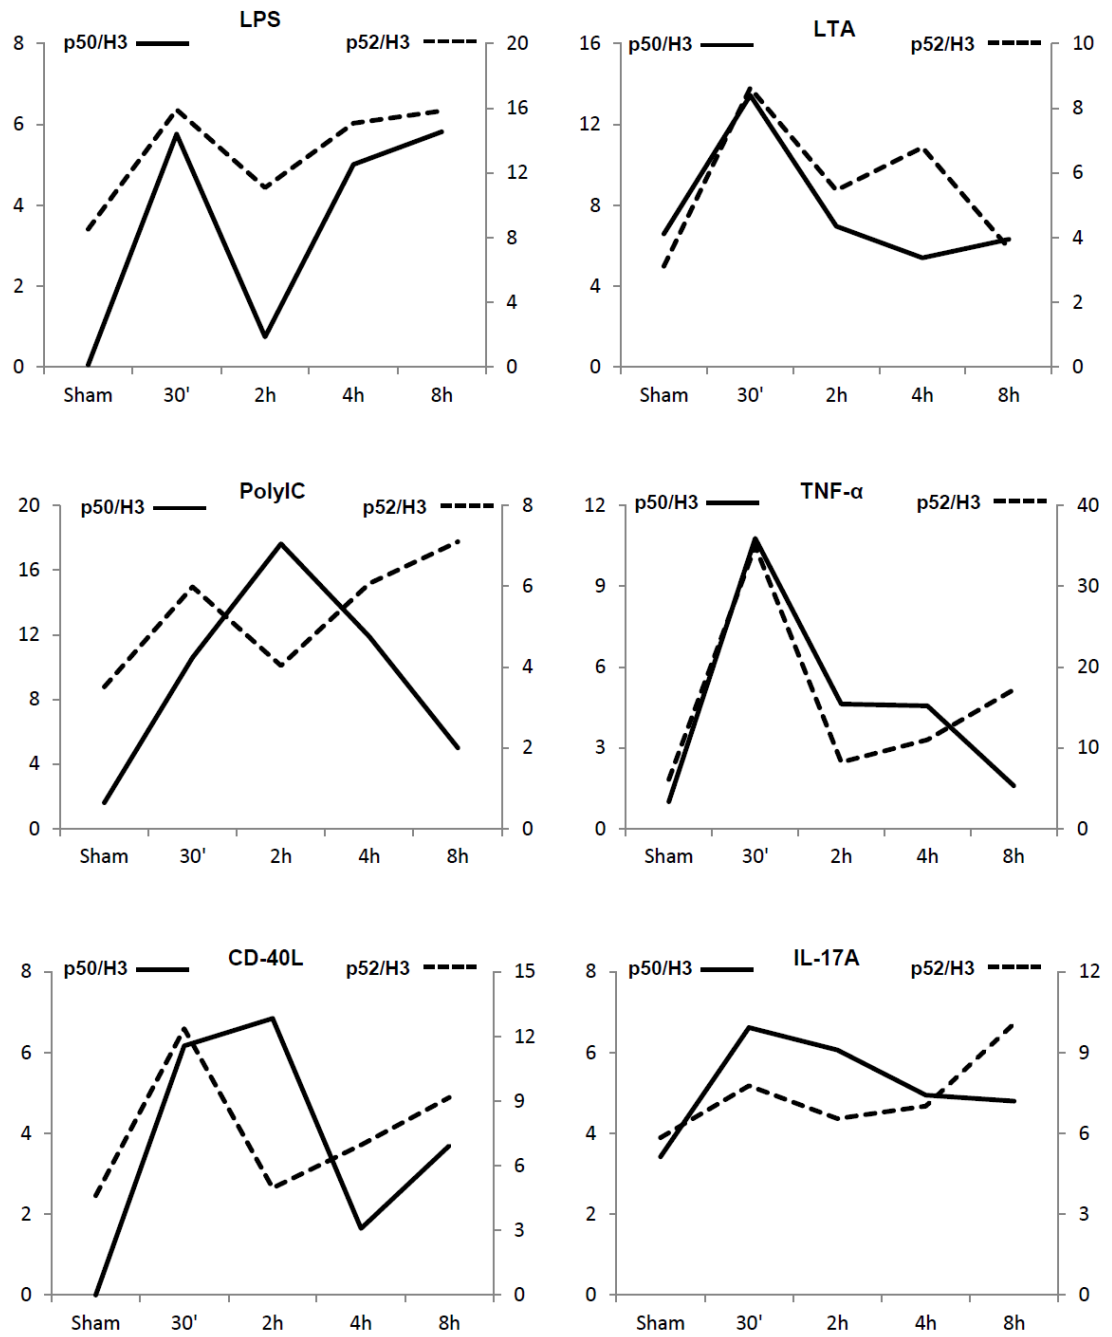 LPS
p50/H3 p52/H3
8 20
6 16
4 12
2 8
0 4
0
Sham 30' 2h 4h 8h
LTA
p50/H3 p52/H3
16 10
12 8
8 6
4 4
0 2
0
Sham 30' 2h 4h 8h
PolyIC
p50/H3 p52/H3
20 8
16 6
12 4
8 2
4 0
0
Sham 30' 2h 4h 8h
TNF-α
p50/H3 p52/H3
12 40
9 30
6 20
3 10
0 0
Sham 30' 2h 4h 8h
CD-40L
p50/H3 p52/H3
8 15
6 12
4 9
2 6
0 3
0
Sham 30' 2h 4h 8h
IL-17A
p50/H3 p52/H3
8 12
6 9
4 6
2 3
0 0
Sham 30' 2h 4h 8h